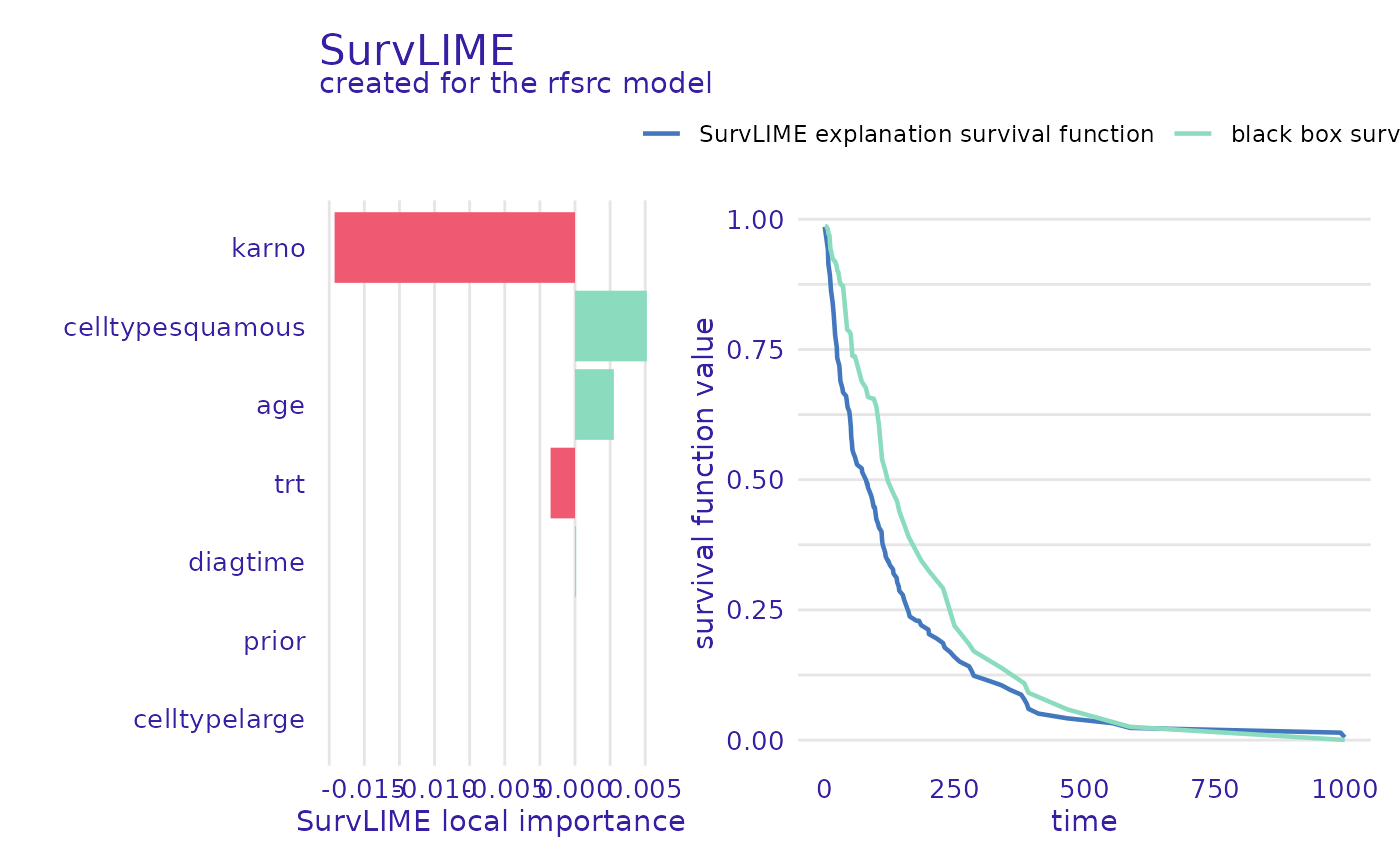 SurvLIME
created for the rfsrc model
SurvLIME explanation survival function black box surv
karno
celltypesquamous
age
trt
diagtime
prior
celltypelarge
-0.015 -0.010 -0.005 0.000 0.005
SurvLIME local importance
survival function value
1.00
0.75
0.50
0.25
0.00
0 250 500 750 1000
time